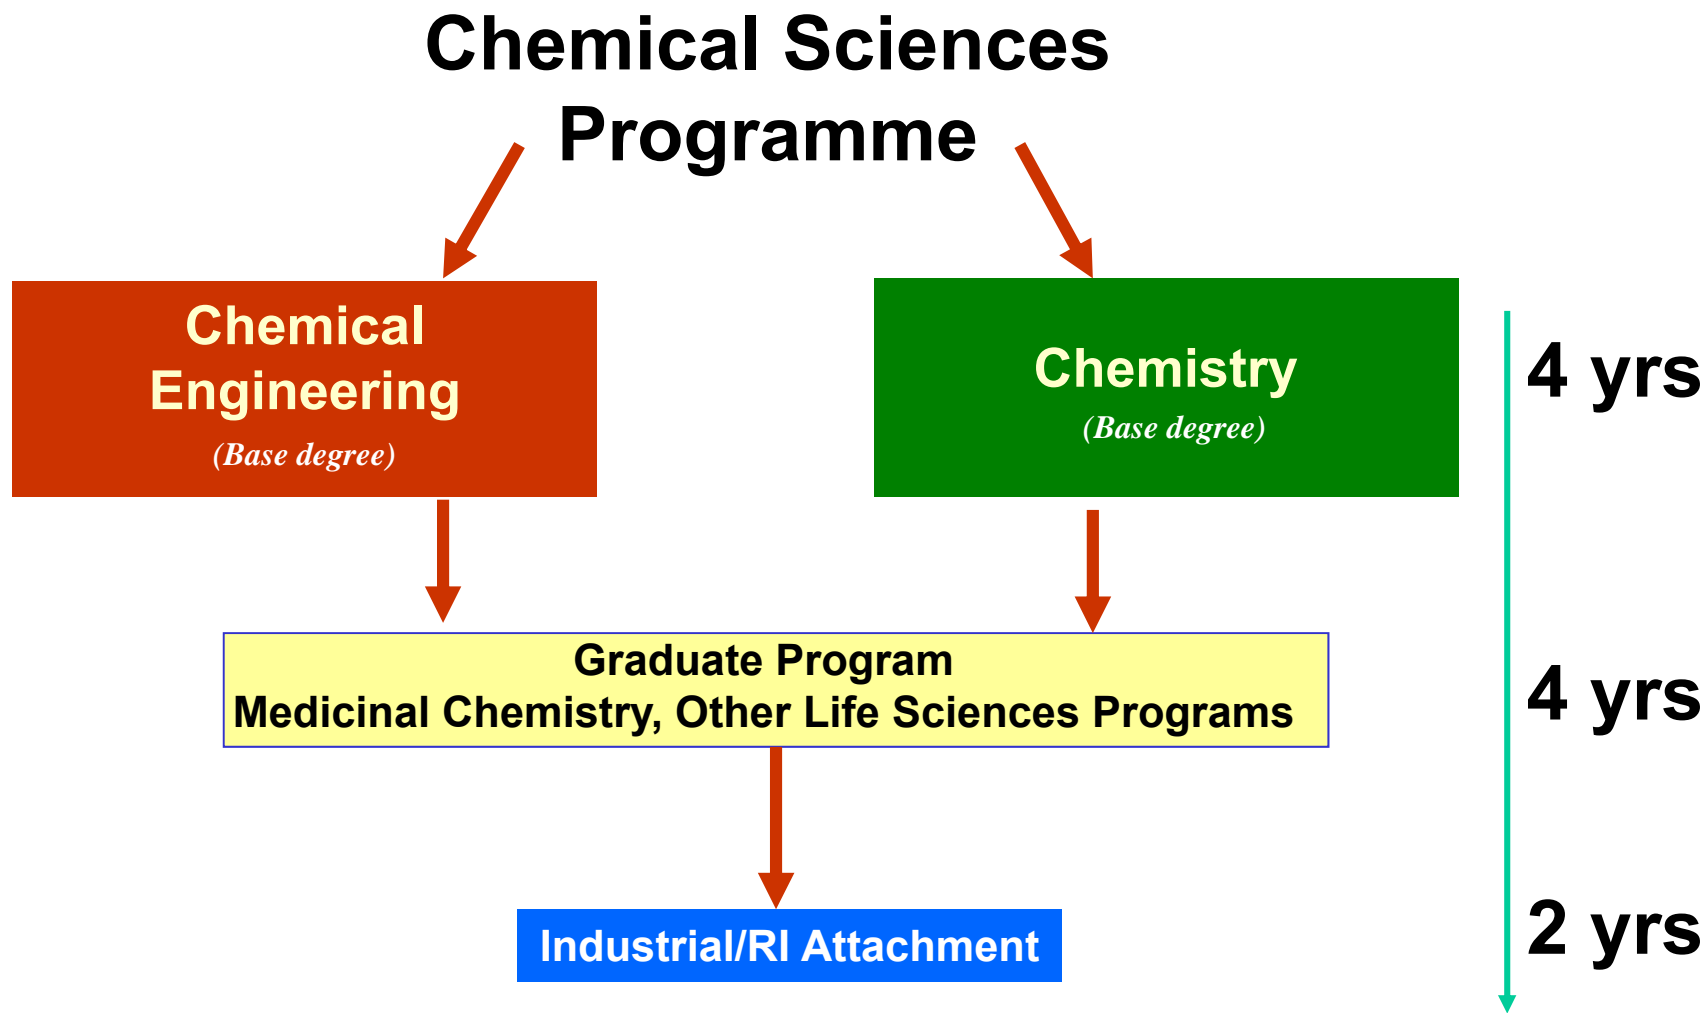 Chemical Sciences
Programme
Chemical
Engineering
(Base degree)
Chemistry
(Base degree)
4 yrs
Graduate Program
Medicinal Chemistry, Other Life Sciences Programs
4 yrs
Industrial/RI Attachment
2 yrs